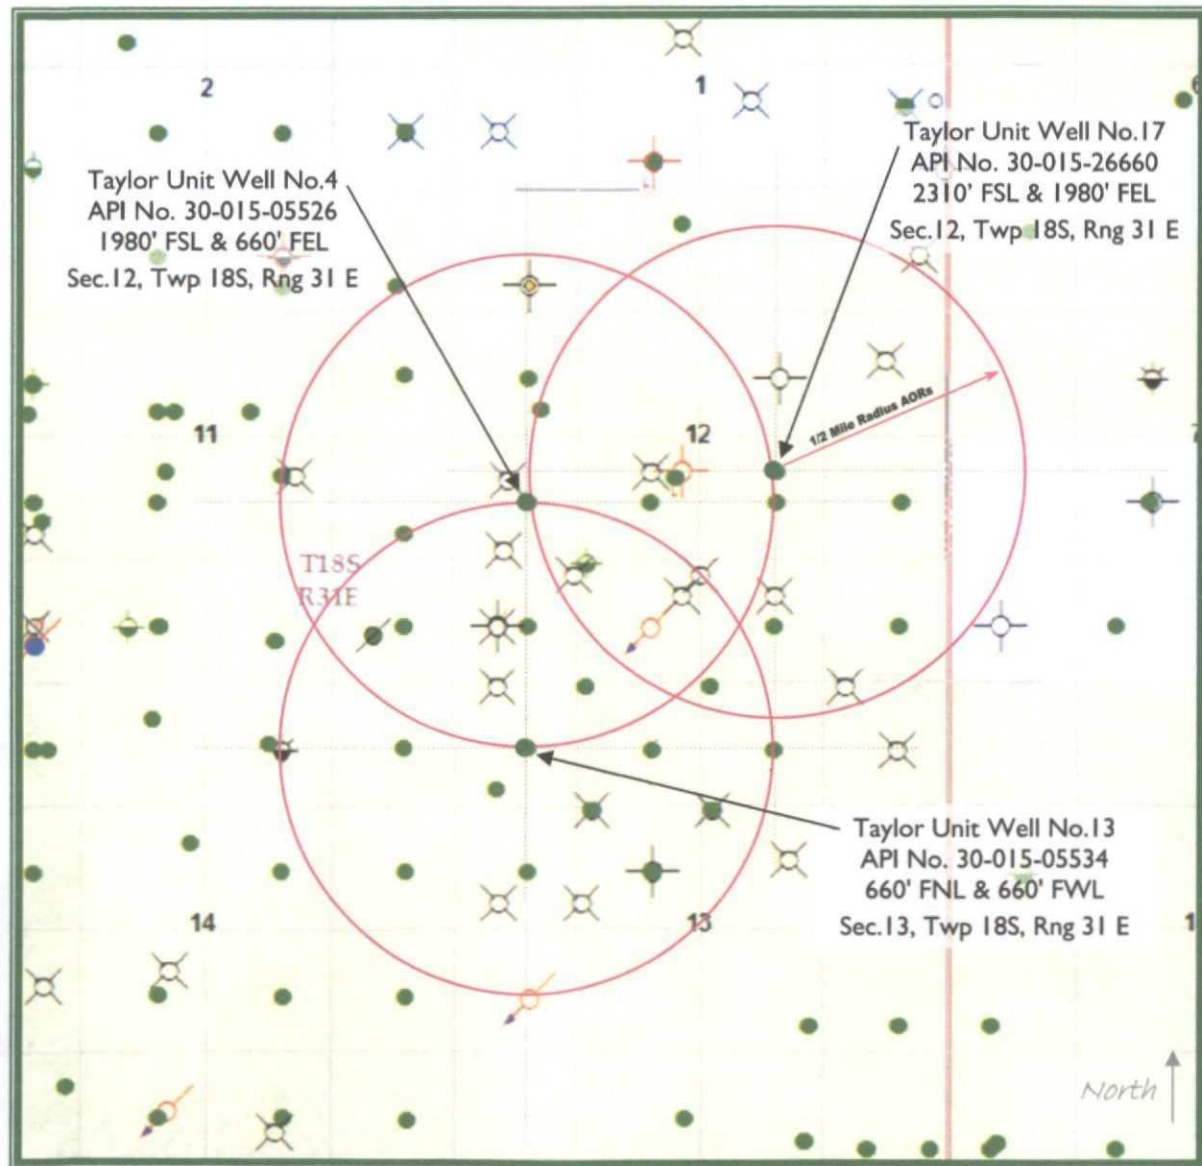 2
1
6
Taylor Unit Well No.17
API No. 30-015-26660
2310' FSL & 1980' FEL
Sec.12, Twp 18S, Rng 31 E
Taylor Unit Well No.4
API No. 30-015-05526
1980' FSL & 660' FEL
Sec.12, Twp 18S, Rng 31 E
1/2 Mile Radius AORs
11
12
7
T18S
R31E
Taylor Unit Well No.13
API No. 30-015-05534
660' FNL & 660' FWL
Sec.13, Twp 18S, Rng 31 E
14
13
1
North